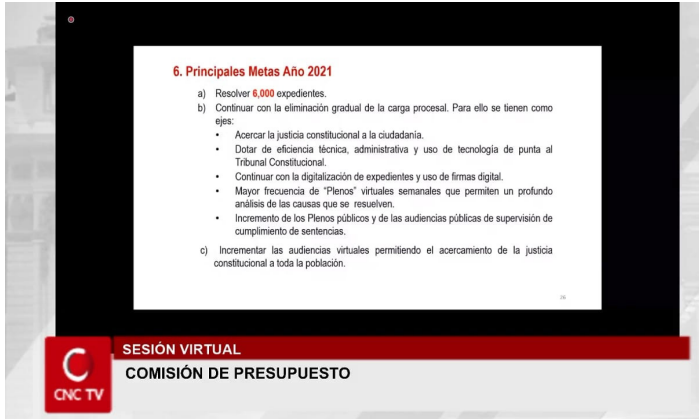 6. Principales Metas Año 2021
a) Resolver 6,000 expedientes.
b) Continuar con la eliminación gradual de la carga procesal. Para ello se tienen como
ejes:
• Acercar la justicia constitucional a la ciudadanía.
• Dotar de eficiencia técnica, administrativa y uso de tecnología de punta al
Tribunal Constitucional.
• Continuar con la digitalización de expedientes y uso de firmas digital.
• Mayor frecuencia de “Plenos” virtuales semanales que permiten un profundo
análisis de las causas que se resuelven.
• Incremento de los Plenos públicos y de las audiencias públicas de supervisión de
cumplimiento de sentencias.
c) Incrementar las audiencias virtuales permitiendo el acercamiento de la justicia
constitucional a toda la población.
SESIÓN VIRTUAL
COMISIÓN DE PRESUPUESTO
C
CNC TV